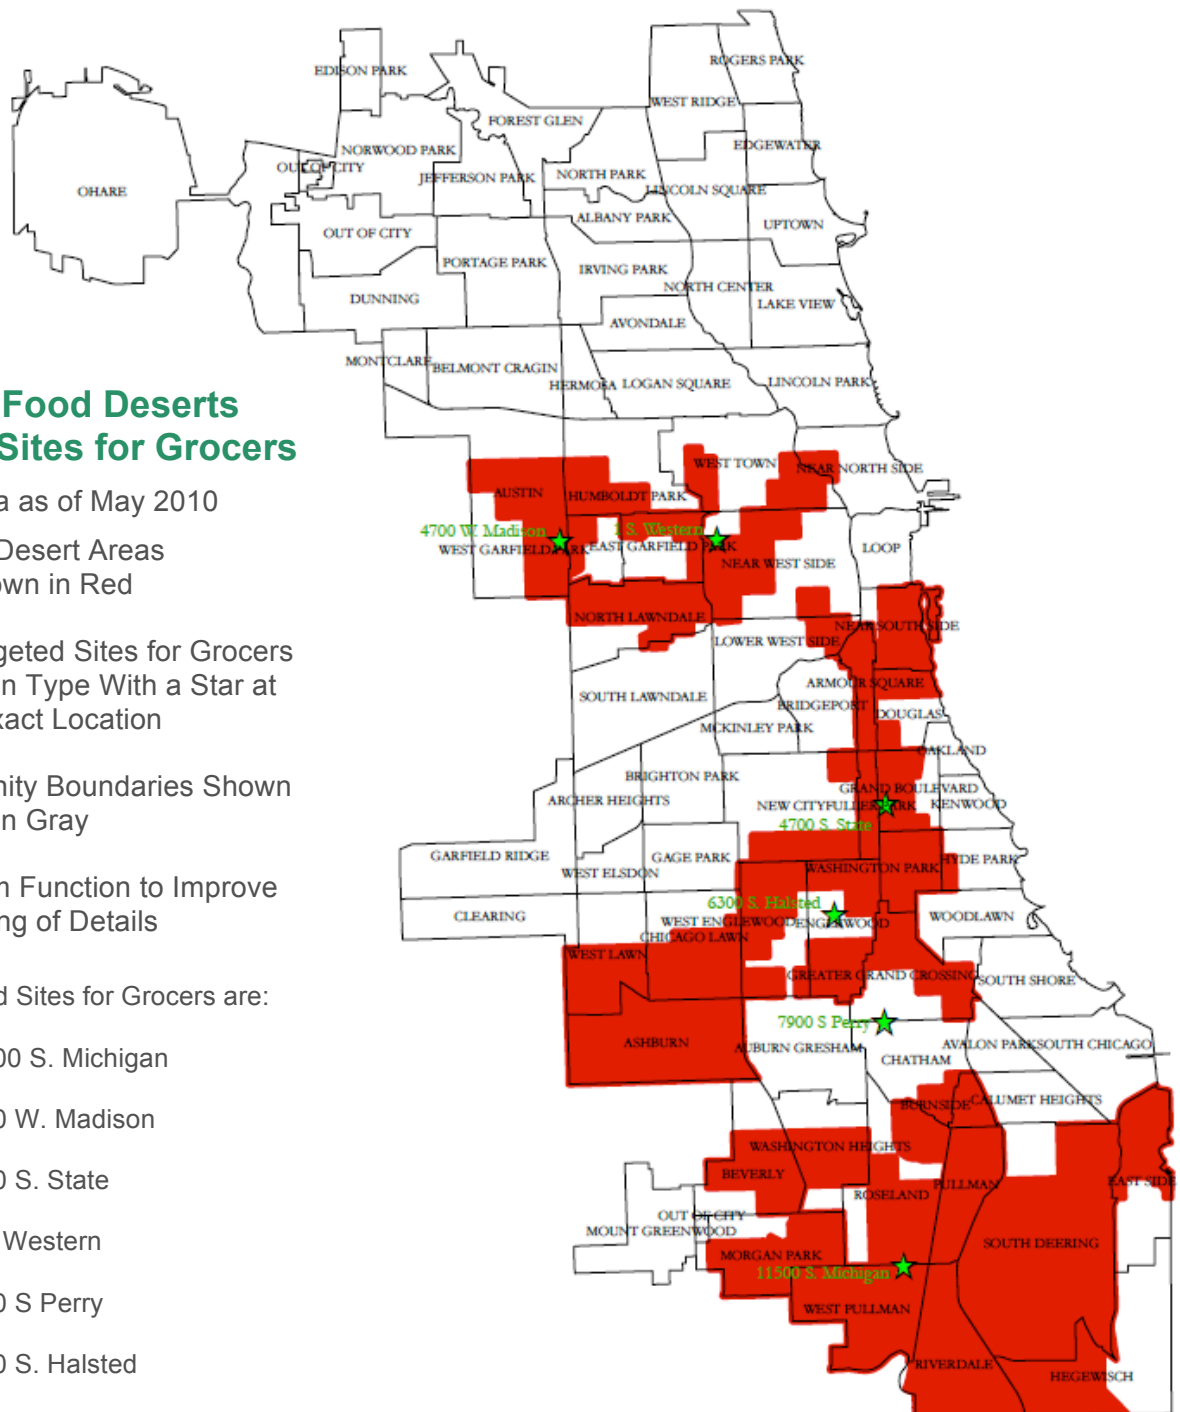 Food Deserts
Sites for Grocers
a as of May 2010
Desert Areas
own in Red
geted Sites for Grocers
n Type With a Star at
xact Location
nity Boundaries Shown
n Gray
m Function to Improve
ng of Details
d Sites for Grocers are:
00 S. Michigan
0 W. Madison
0 S. State
Western
0 S Perry
0 S. Halsted
ROGERS PARK
EDISON PARK
WEST RIDGE
FOREST GLEN
EDGEWATER
NORWOOD PARK
OUT OF CITY
NORTH PARK
JEFFERSON PARK
OHARE
LINCOLN SQUARE
ALBANY PARK
UPTOWN
OUT OF CITY
PORTAGE PARK
IRVING PARK
NORTH CENTER
DUNNING
LAKE VIEW
AVONDALE
MONTCLARE
BELMONT CRAGIN
HERMOSA
LOGAN SQUARE
LINCOLN PARK
WEST TOWN
NEAR NORTH SIDE
AUSTIN
HUMBOLDT PARK
4700 W. Madison
1 S. Western
WEST GARFIELD PARK
EAST GARFIELD PARK
LOOP
NEAR WEST SIDE
NORTH LAWNDALE
NEAR SOUTH SIDE
LOWER WEST SIDE
ARMOUR SQUARE
SOUTH LAWNDALE
BRIDGEPORT
DOUGLAS
MCKINLEY PARK
OAKLAND
BRIGHTON PARK
GRAND BOULEVARD
ARCHER HEIGHTS
NEW CITY
FULLER PARK
KENWOOD
4700 S. State
GARFIELD RIDGE
GAGE PARK
HYDE PARK
WASHINGTON PARK
WEST ELSDON
6300 S. Halsted
CLEARING
WEST ENGLEWOOD
ENGLEWOOD
WOODLAWN
CHICAGO LAWN
WEST LAWN
GREATER GRAND CROSSING
SOUTH SHORE
7900 S Perry
ASHBURN
AUBURN GRESHAM
AVALON PARK
SOUTH CHICAGO
CHATHAM
BURNSIDE
CALUMET HEIGHTS
WASHINGTON HEIGHTS
BEVERLY
PULLMAN
EAST SIDE
ROSELAND
OUT OF CITY
MOUNT GREENWOOD
SOUTH DEERING
MORGAN PARK
11500 S. Michigan
WEST PULLMAN
RIVERDALE
HEGEWISCH